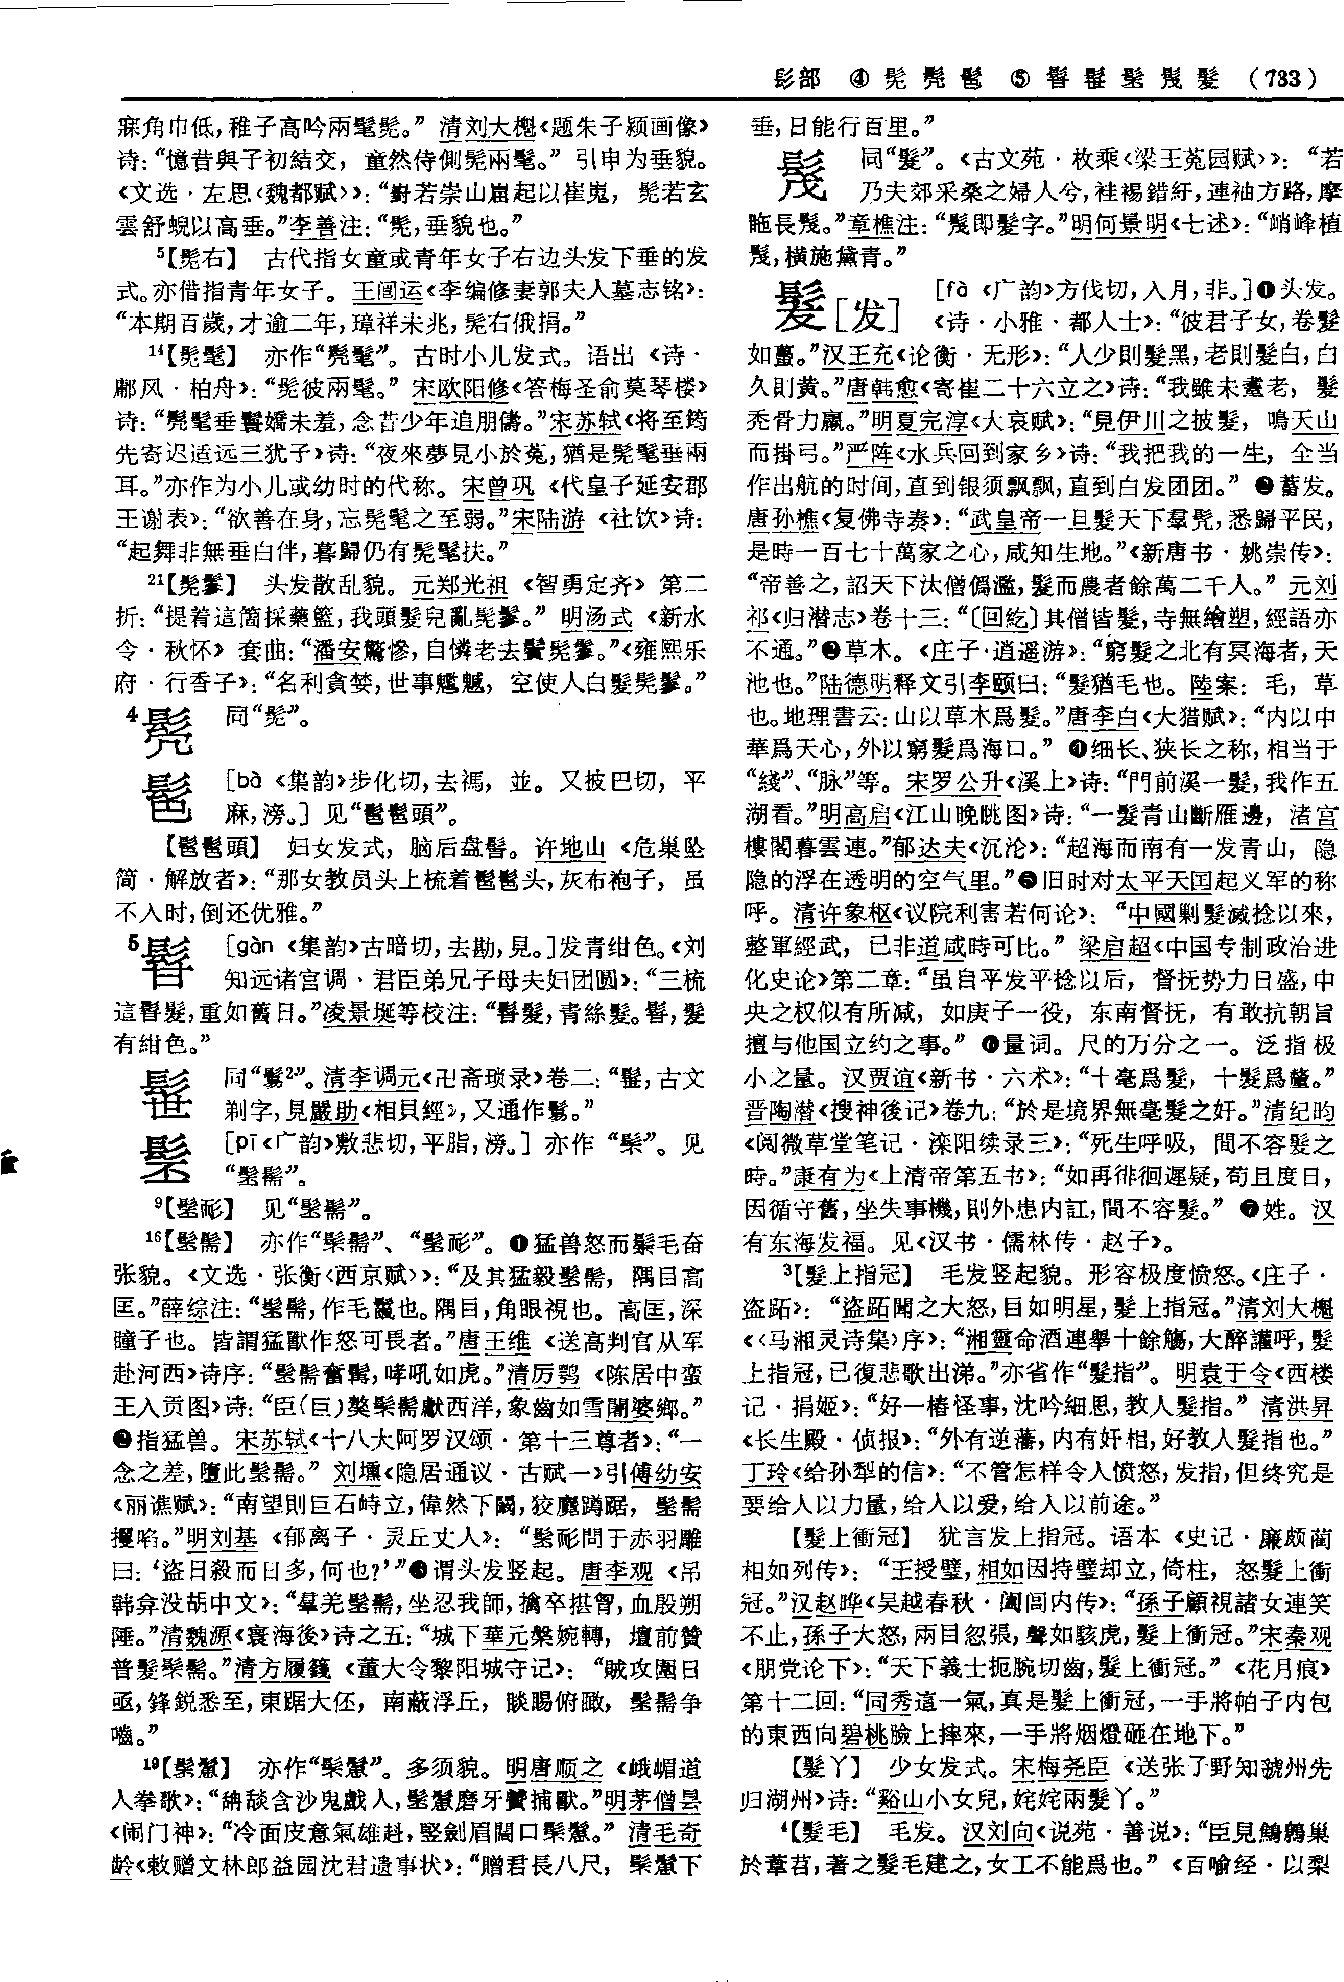 髟部 ④髧髠䯲 ⑤䯰髰髬髮 (733)
寐角巾低,稚子高吟兩髦髧。”清刘大櫆《题朱子颖画像》
诗:“憶昔與子初結交，童然侍側髧兩髦。”引申为垂貌。
《文选·左思〈魏都赋〉》:“對若崇山崛起以崔嵬，髧若玄
雲舒蜺以高垂。”李善注:“髧,垂貌也。”
⁵【髧右】 古代指女童或青年女子右边头发下垂的发
式。亦借指青年女子。王闿运《李编修妻郭夫人墓志铭》:
“本期百歲,才逾二年,璋祥未兆,髧右俄捐。”
¹⁴【髧髦】 亦作“髡髦”。古时小儿发式。语出《诗·
鄘风·柏舟》:“髧彼兩髦。”宋欧阳修《答梅圣俞莫琴楼》
诗:“髡髦垂鬟嬌未羞,念昔少年追朋儔。”宋苏轼《将至筠
先寄迟适远三犹子》诗:“夜來夢見小於菟,猶是髧髦垂兩
耳。”亦作为小儿或幼时的代称。宋曾巩《代皇子延安郡
王谢表》:“欲善在身,忘髧髦之至弱。”宋陆游《社饮》诗:
“起舞非無垂白伴,暮歸仍有髧髦扶。”
²¹【髧鬖】 头发散乱貌。元郑光祖《智勇定齐》第二
折:“提着這箇採藥籃,我頭髮兒亂髧鬖。”明汤式《新水
令·秋怀》套曲:“潘安驚慘,自憐老去鬢髧鬖。”《雍熙乐
府·行香子》:“名利貪婪,世事魀魋，空使人白髮髧鬖。”
4 同“髧”。
[bà《集韵》步化切,去禡，並。又披巴切，平
麻,滂。]见“䯲䯲頭”。
【䯲䯲頭】 妇女发式，脑后盘髻。许地山《危巢坠
简·解放者》:“那女教员头上梳着䯲䯲头,灰布袍子，虽
不入时,倒还优雅。”
5 [gàn《集韵》古暗切,去勘,見。]发青绀色。《刘
知远诸宫调·君臣弟兄子母夫妇团圆》:“三梳
這䯰髮,重如舊日。”凌景埏等校注:“䯰髮,青絲髮。䯰,髮
有紺色。”
同“鬄²”。清李调元《卍斋琐录》卷二:“,古文
剃字,見嚴助《相貝經》,又通作鬄。”
髬 [pī《广韵》敷悲切,平脂,滂。]亦作“髤”。见
“髬髵”。
⁹【髬耏】 见“髬髵”。
¹⁶【髬髵】 亦作“髤髵”、“髬耏”。❶猛兽怒而鬃毛奋
张貌。《文选·张衡〈西京赋〉》:“及其猛毅髬髵，隅目高
匡。”薛综注:“髬髵,作毛鬣也。隅目,角眼視也。高匡,深
瞳子也。皆謂猛獸作怒可畏者。”唐王维《送高判官从军
赴河西》诗序:“髬髵奮髯,哮吼如虎。”清厉鹗《陈居中蛮
王入贡图》诗:“臣(巨)獒髤髵獻西洋,象齒如雪闍婆鄉。”
❷指猛兽。宋苏轼《十八大阿罗汉颂·第十三尊者》:“一
念之差,墮此髬髵。”刘壎《隐居通议·古赋一》引傅幼安
《丽谯赋》:“南望則巨石峙立,偉然下闞,狡麑蹲踞，髬髵
攫啗。”明刘基《郁离子·灵丘丈人》:“髬耏問于赤羽雕
曰:‘盗日殺而日多,何也?’”❸谓头发竖起。唐李观《吊
韩弇没胡中文》:“羣羌髬髵,坐忍我師,擒卒揕胷,血殷朔
陲。”清魏源《寰海後》诗之五:“城下華元槃婉轉，壇前贊
普髮髤髵。”清方履籛《董大令黎阳城守记》:“賊攻圍日
亟,鋒鋭悉至,東踞大伾，南蔽浮丘，睒賜俯瞰，髬髵争
嚙。”
¹⁹【髬鬤】 亦作“髤鬤”。多须貌。明唐顺之《峨嵋道
人拳歌》:“綪䑙含沙鬼戲人,髬鬤磨牙贙捕獸。”明茅僧昙
《闹门神》:“冷面皮意氣雄赳,竪劍眉闊口髤鬤。”清毛奇
龄《敕赠文林郎益园沈君遗事状》:“贈君長八尺，髤鬤下
垂,日能行百里。”
同“髮”。《古文苑·枚乘〈梁王菟园赋〉》:“若
乃夫郊采桑之婦人兮,袿裼錯紆,連袖方路,摩
䏔長髮。”章樵注:“即髮字。”明何景明《七述》:“峭峰植
,横施黛青。”
髮[发] [fà《广韵》方伐切,入月,非。]❶头发。
《诗·小雅·都人士》:“彼君子女,卷髮
如蠆。”汉王充《论衡·无形》:“人少則髮黑,老則髮白,白
久則黄。”唐韩愈《寄崔二十六立之》诗:“我雖未耋老，髮
秃骨力羸。”明夏完淳《大哀赋》:“見伊川之披髮，鳴天山
而掛弓。”严阵《水兵回到家乡》诗:“我把我的一生，全当
作出航的时间,直到银须飘飘,直到白发团团。”❷蓄发。
唐孙樵《复佛寺奏》:“武皇帝一旦髮天下羣髡,悉歸平民,
是時一百七十萬家之心,咸知生地。”《新唐书·姚崇传》:
“帝善之,詔天下汰僧僞濫,髮而農者餘萬二千人。”元刘
祁《归潜志》卷十三:“〔回紇〕其僧皆髮,寺無繪塑,經語亦
不通。”❸草木。《庄子·逍遥游》:“窮髮之北有冥海者,天
池也。”陆德明释文引李颐曰:“髮猶毛也。陸案：毛，草
也。地理書云:山以草木爲髮。”唐李白《大猎赋》:“内以中
華爲天心,外以窮髮爲海口。”❹细长、狭长之称,相当于
“綫”、“脉”等。宋罗公升《溪上》诗:“門前溪一髮,我作五
湖看。”明高启《江山晚眺图》诗:“一髮青山斷雁邊，渚宫
樓閣暮雲連。”郁达夫《沉沦》:“超海而南有一发青山，隐
隐的浮在透明的空气里。”❺旧时对太平天国起义军的称
呼。清许象枢《议院利害若何论》:“中國剿髮滅捻以來,
整軍經武，已非道咸時可比。”梁启超《中国专制政治进
化史论》第二章:“虽自平发平捻以后，督抚势力日盛,中
央之权似有所减，如庚子一役，东南督抚，有敢抗朝旨
擅与他国立约之事。”❻量词。尺的万分之一。泛指极
小之量。汉贾谊《新书·六术》:“十毫爲髮，十髮爲釐。”
晋陶潜《搜神後记》卷九:“於是境界無毫髮之奸。”清纪昀
《阅微草堂笔记·滦阳续录三》:“死生呼吸，間不容髮之
時。”康有为《上清帝第五书》:“如再徘徊遲疑,苟且度日,
因循守舊,坐失事機,則外患内訌,間不容髮。”❼姓。汉
有东海发福。见《汉书·儒林传·赵子》。
³【髮上指冠】 毛发竖起貌。形容极度愤怒。《庄子·
盗跖》:“盗跖聞之大怒,目如明星,髮上指冠。”清刘大櫆
《〈马湘灵诗集〉序》:“湘靈命酒連舉十餘觴,大醉讙呼,髮
上指冠,已復悲歌出涕。”亦省作“髮指”。明袁于令《西楼
记·捐姬》:“好一樁怪事,沈吟細思,教人髮指。”清洪昇
《长生殿·侦报》:“外有逆藩,内有奸相,好教人髮指也。”
丁玲《给孙犁的信》:“不管怎样令人愤怒,发指,但终究是
要给人以力量,给人以爱,给人以前途。”
【髮上衝冠】 犹言发上指冠。语本《史记·廉颇蔺
相如列传》:“王授璧,相如因持璧却立,倚柱，怒髮上衝
冠。”汉赵晔《吴越春秋·阖闾内传》:“孫子顧視諸女連笑
不止,孫子大怒,兩目忽張,聲如駭虎,髮上衝冠。”宋秦观
《朋党论下》:“天下義士扼腕切齒,髮上衝冠。”《花月痕》
第十二回:“同秀這一氣,真是髮上衝冠,一手將帕子内包
的東西向碧桃臉上摔來,一手將烟燈砸在地下。”
【髮丫】 少女发式。宋梅尧臣《送张子野知虢州先
归湖州》诗:“谿山小女兒,姹姹兩髮丫。”
⁴【髮毛】 毛发。汉刘向《说苑·善说》:“臣見鷦鷯巢
於葦苕,著之髮毛建之,女工不能爲也。”《百喻经·以梨